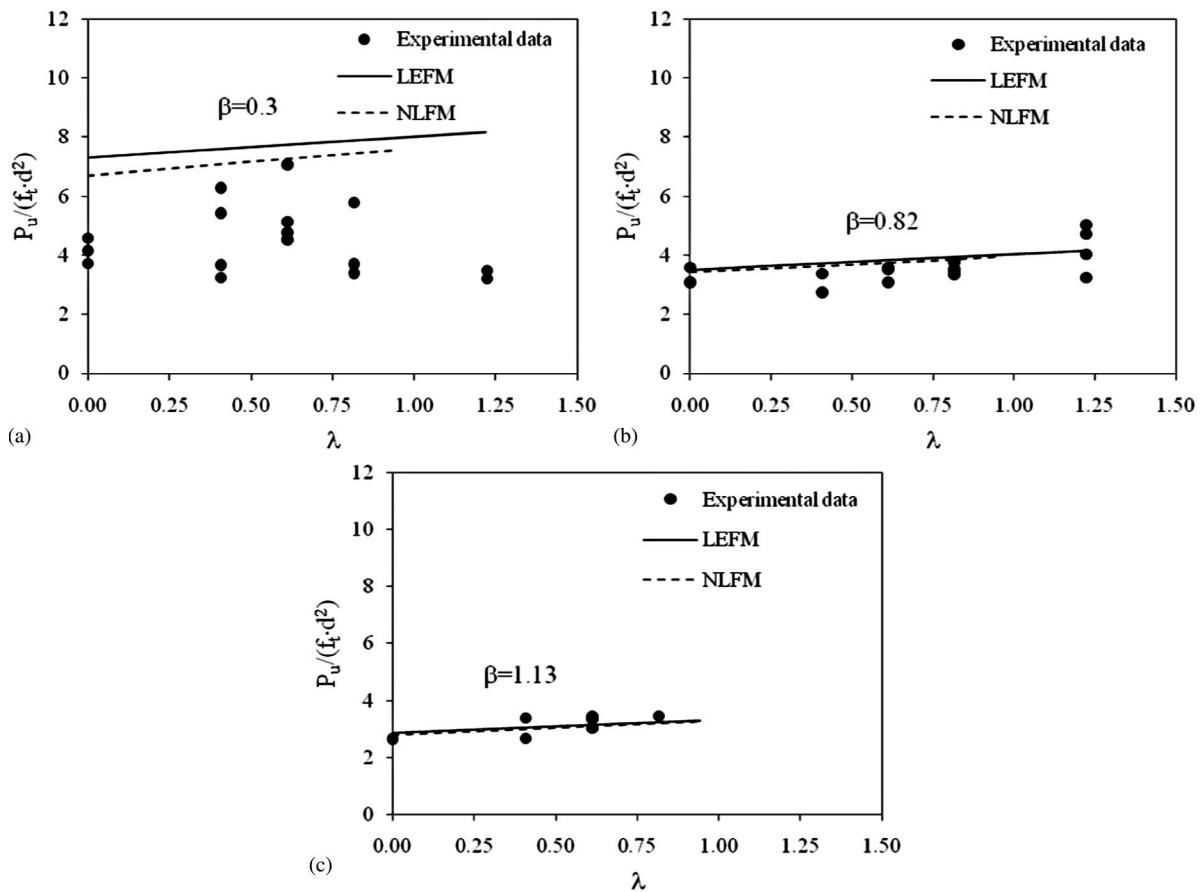 12
10
8
6
4
2
0
Pu/(ft·d²)
Experimental data
LEFM
NLFM
β=0.3
0.00 0.25 0.50 0.75 1.00 1.25 1.50
λ
(a)
12
10
8
6
4
2
0
Pu/(ft·d²)
Experimental data
LEFM
NLFM
β=0.82
0.00 0.25 0.50 0.75 1.00 1.25 1.50
λ
(b)
12
10
8
6
4
2
0
Pu/(ft·d²)
Experimental data
LEFM
NLFM
β=1.13
0.00 0.25 0.50 0.75 1.00 1.25 1.50
λ
(c)